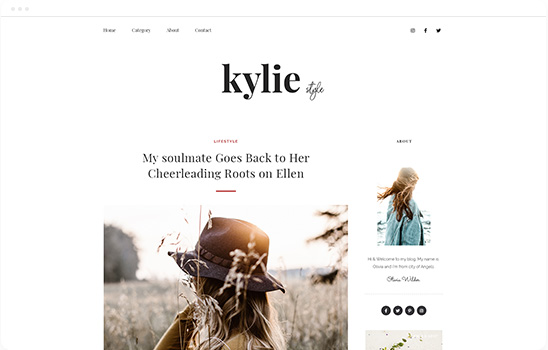 Home Category About Contact
kylie style
LIFESTYLE
My soulmate Goes Back to Her
Cheerleading Roots on Ellen
ABOUT
Hi & Welcome to my blog. My name is
Olivia and I'm from city of Angels.
Olivia Wilder